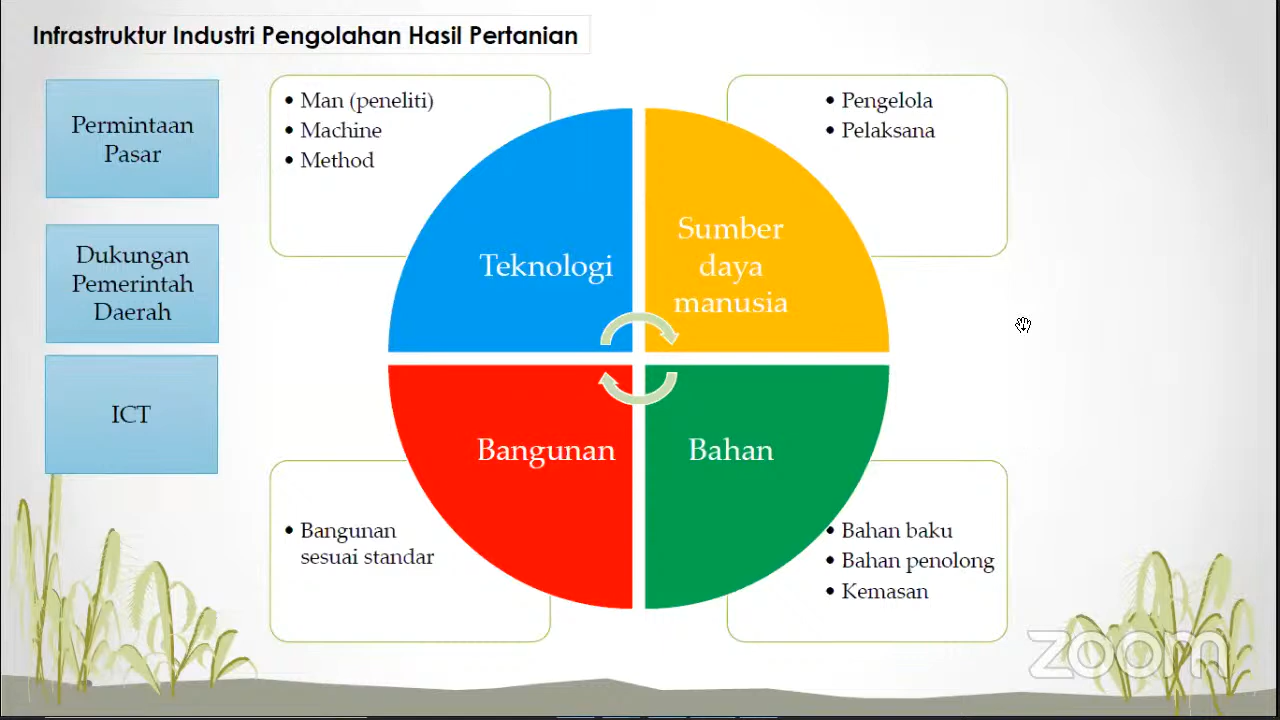 Infrastruktur Industri Pengolahan Hasil Pertanian
Permintaan
Pasar
Dukungan
Pemerintah
Daerah
ICT
• Man (peneliti)
• Machine
• Method
• Pengelola
• Pelaksana
Teknologi
Sumber
daya
manusia
Bangunan
Bahan
• Bangunan
sesuai standar
• Bahan baku
• Bahan penolong
• Kemasan
zoom